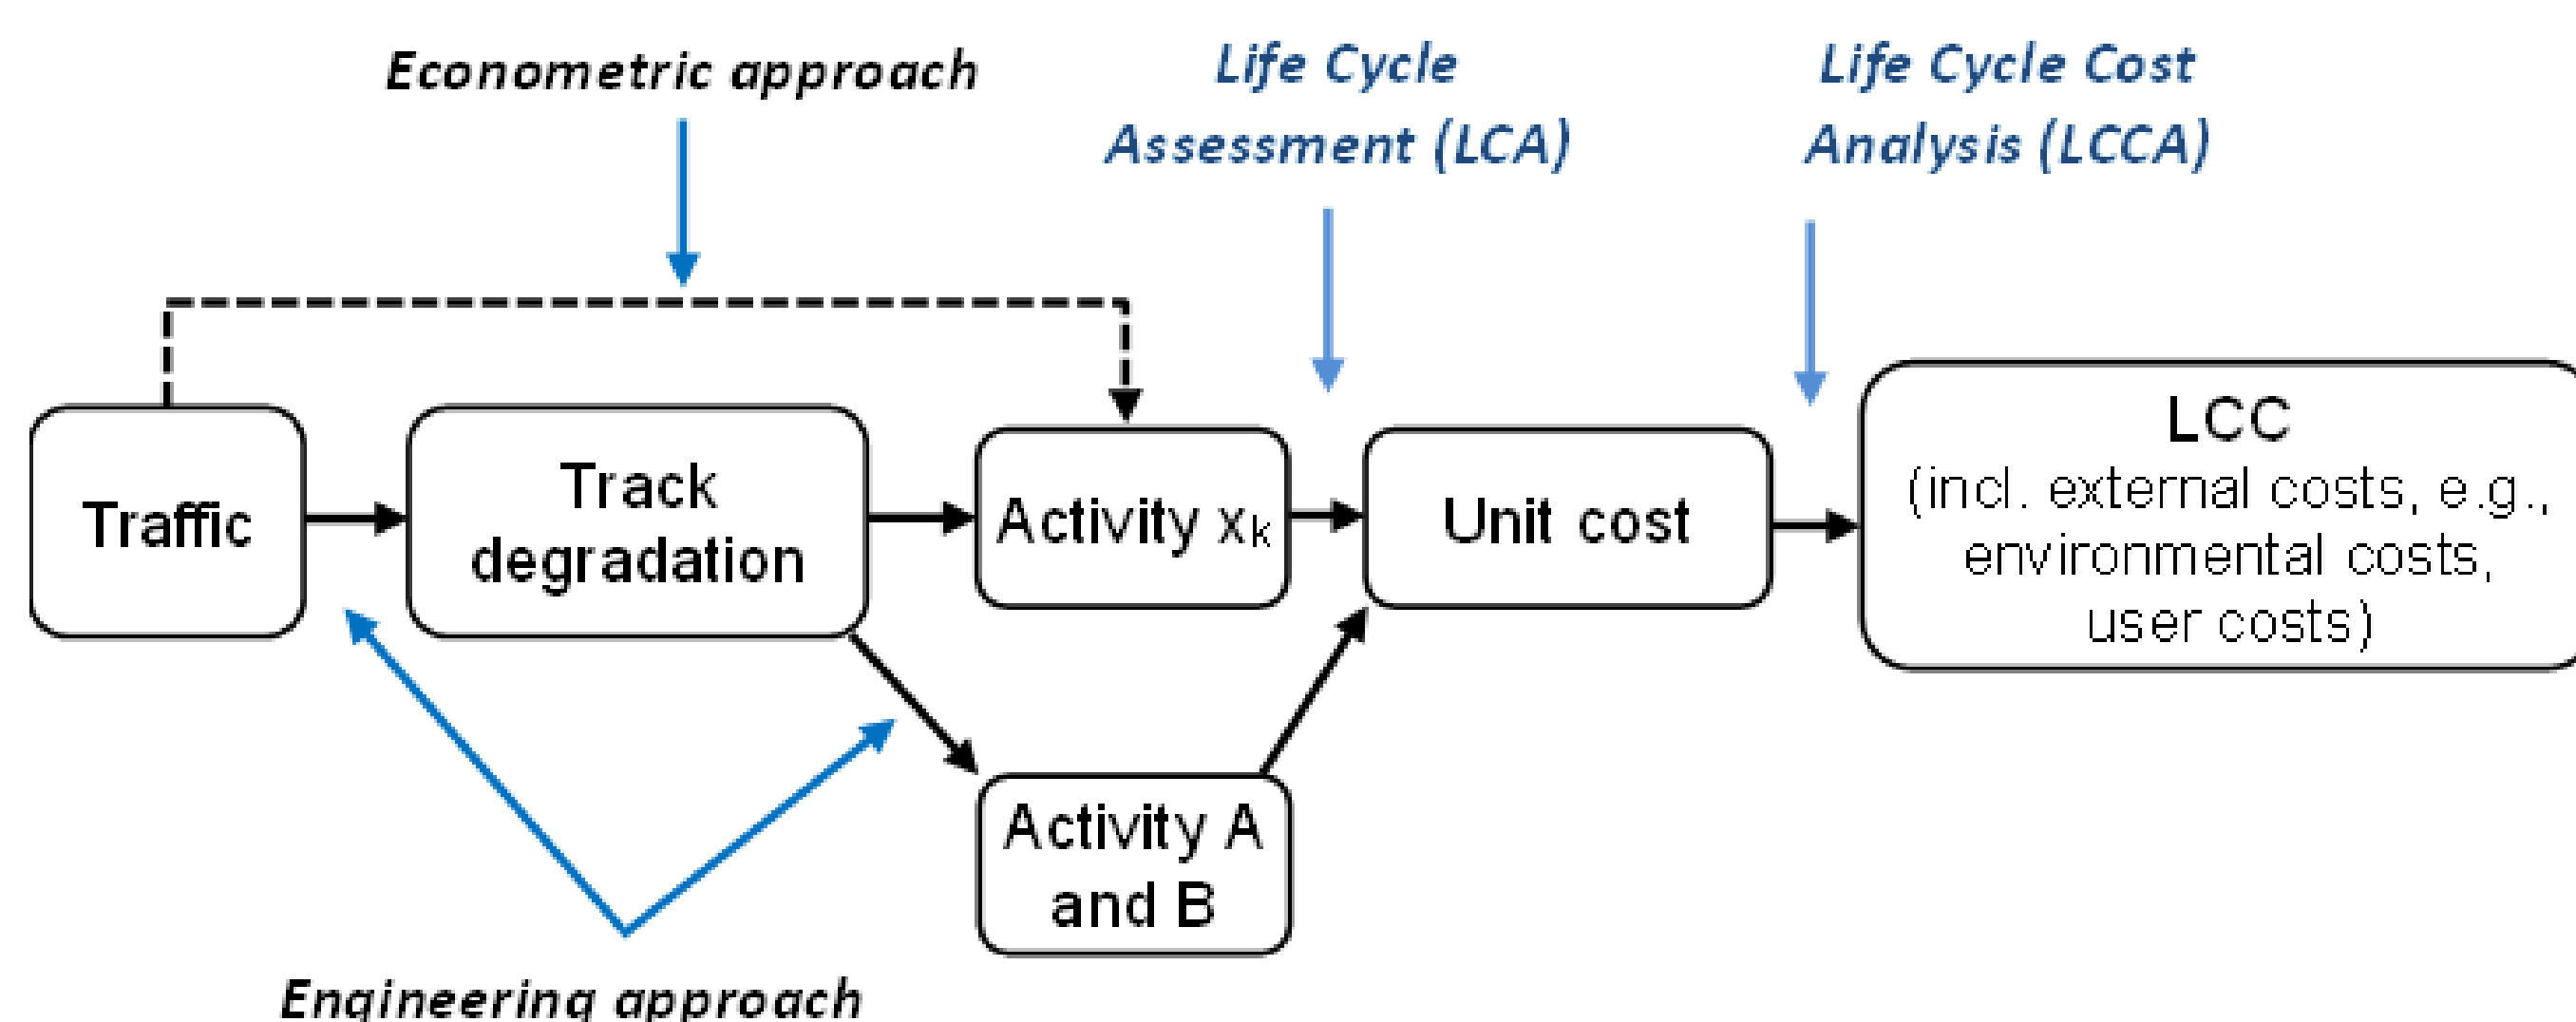 Econometric approach
Life Cycle
Assessment (LCA)
Life Cycle Cost
Analysis (LCCA)
Traffic
Track
degradation
Activity xₖ
Unit cost
LCC
(incl. external costs, e.g.,
environmental costs,
user costs)
Activity A
and B
Engineering approach